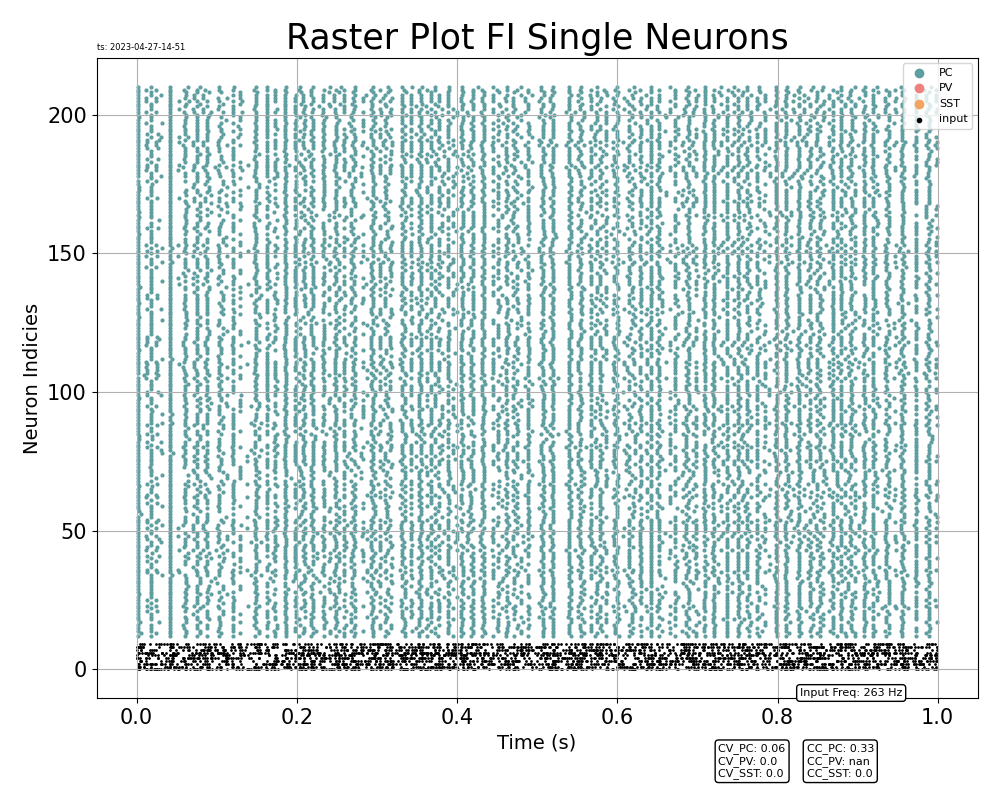 Raster Plot FI Single Neurons
ts: 2023-04-27-14-51
PC
PV
SST
input
200
150
100
50
0
Neuron Indicies
0.0 0.2 0.4 0.6 0.8 1.0
Time (s)
Input Freq: 263 Hz
CV_PC: 0.06
CV_PV: 0.0
CV_SST: 0.0
CC_PC: 0.33
CC_PV: nan
CC_SST: 0.0